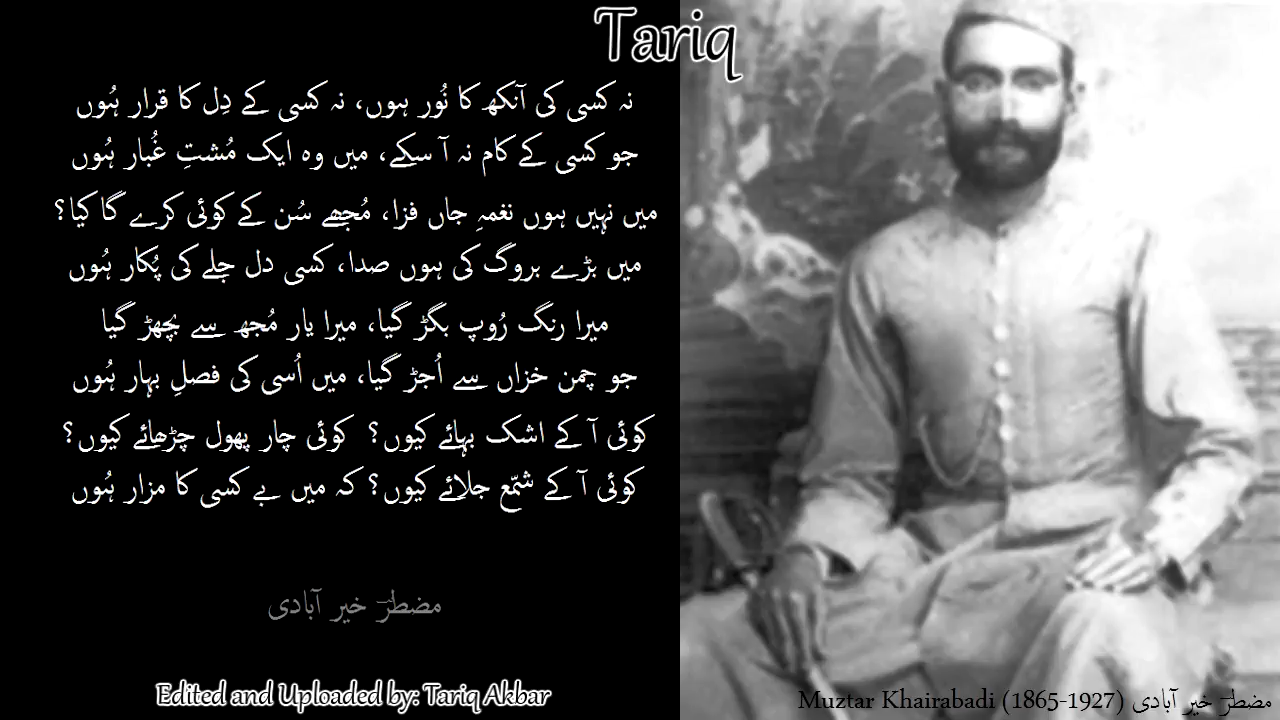 Tariq
نہ کسی کی آنکھ کا نُور ہوں، نہ کسی کے دِل کا قرار ہُوں
جو کسی کے کام نہ آ سکے، میں وہ ایک مُشتِ غُبار ہُوں
میں نہیں ہوں نغمہِ جاں فزا، مُجھے سُن کے کوئی کرے گا کیا؟
میں بڑے بروگ کی ہوں صدا، کسی دل جلے کی پُکار ہُوں
میرا رنگ رُوپ بگڑ گیا، میرا یار مُجھ سے بچھڑ گیا
جو چمن خزاں سے اُجڑ گیا، میں اُسی کی فصلِ بہار ہُوں
کوئی آ کے اشک بہائے کیوں؟ کوئی چار پھول چڑھائے کیوں؟
کوئی آ کے شمّع جلائے کیوں؟ کہ میں بے کسی کا مزار ہُوں
مضطرؔ خیر آبادی
Edited and Uploaded by: Tariq Akbar
Muztar Khairabadi (1865-1927) مضطرؔ خیر آبادی